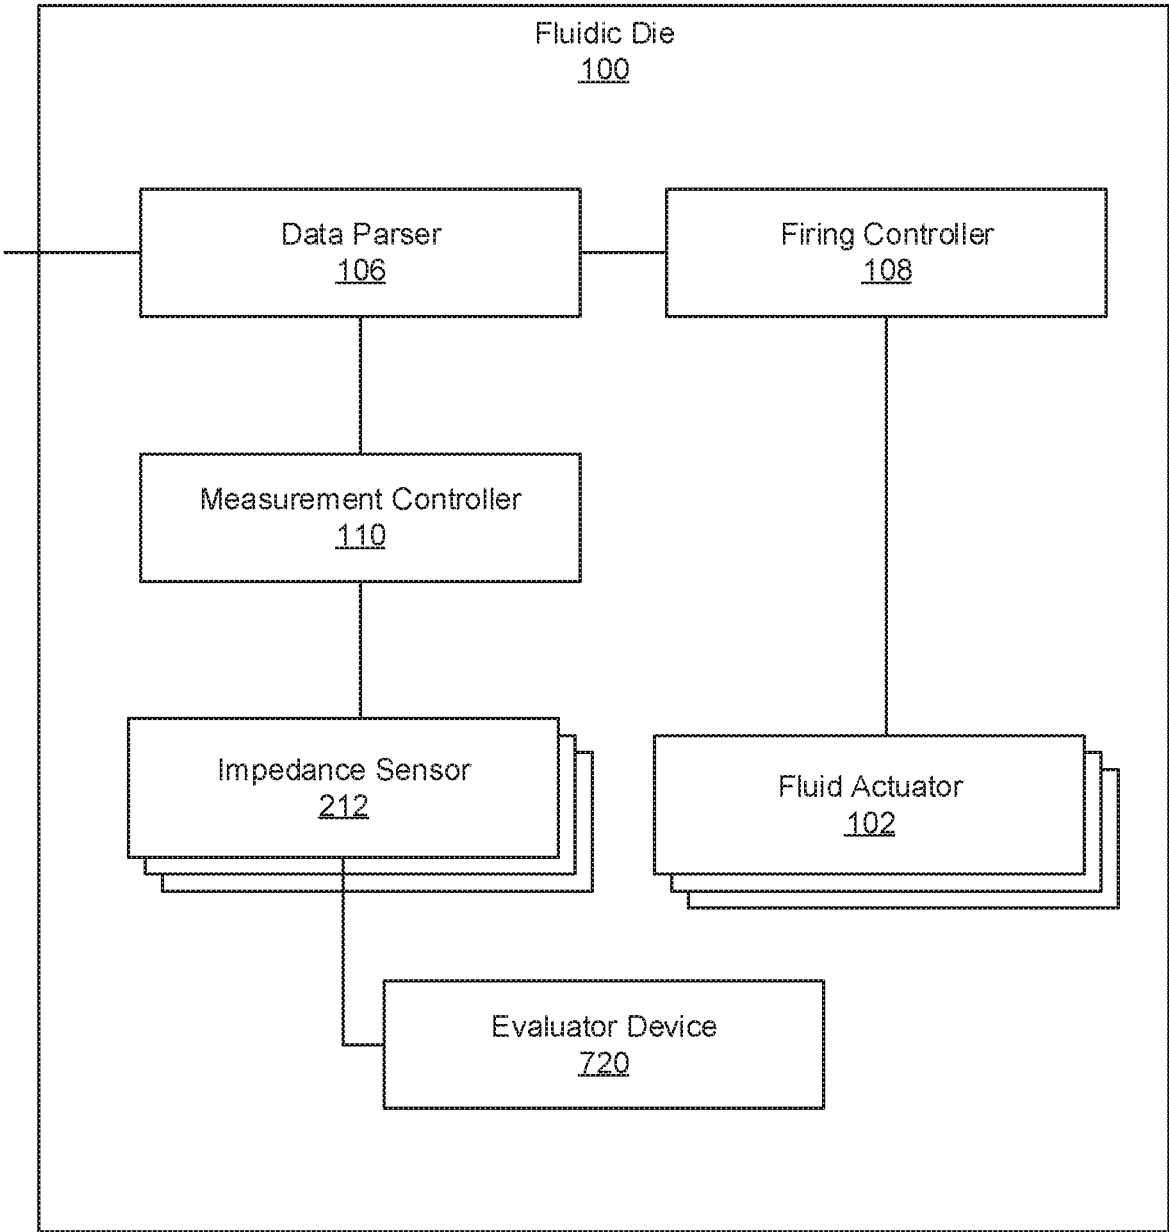 Fluidic Die
100
Data Parser
106
Firing Controller
108
Measurement Controller
110
Impedance Sensor
212
Fluid Actuator
102
Evaluator Device
720